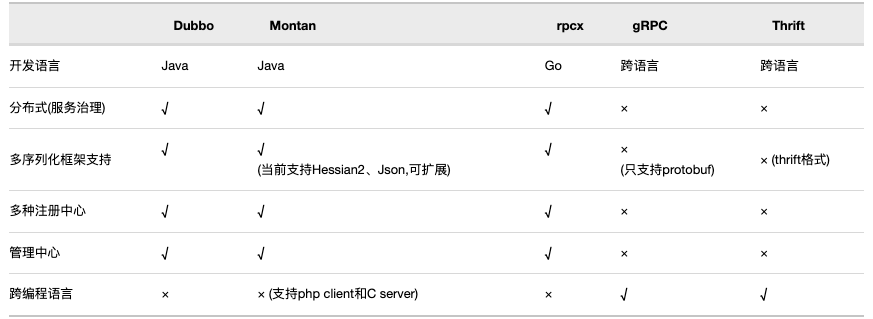 Dubbo Montan rpcx gRPC Thrift
开发语言 Java Java Go 跨语言 跨语言
分布式(服务治理) √ √ √ × ×
多序列化框架支持 √ √ √ × × (thrift格式)
(当前支持Hessian2、Json,可扩展) (只支持protobuf)
多种注册中心 √ √ √ × ×
管理中心 √ √ √ × ×
跨编程语言 × × (支持php client和C server) × √ √